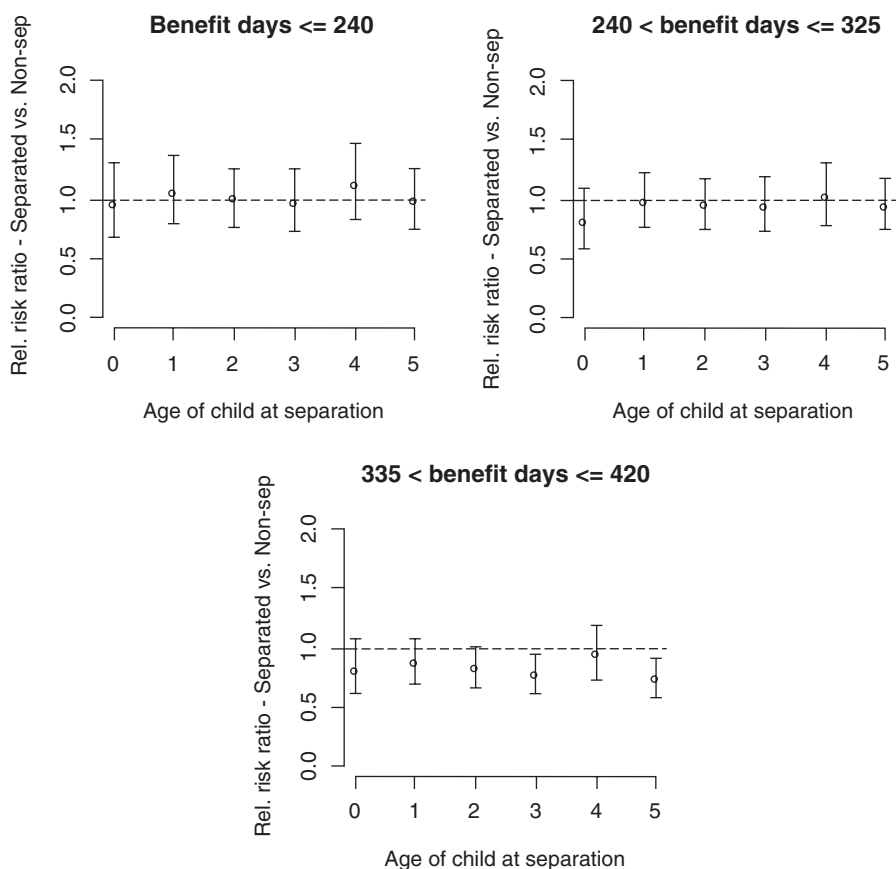 Benefit days <= 240
Rel. risk ratio - Separated vs. Non-sep
2.0
1.5
1.0
0.5
0.0
0 1 2 3 4 5
Age of child at separation
240 < benefit days <= 325
Rel. risk ratio - Separated vs. Non-sep
2.0
1.5
1.0
0.5
0.0
0 1 2 3 4 5
Age of child at separation
335 < benefit days <= 420
Rel. risk ratio - Separated vs. Non-sep
2.0
1.5
1.0
0.5
0.0
0 1 2 3 4 5
Age of child at separation